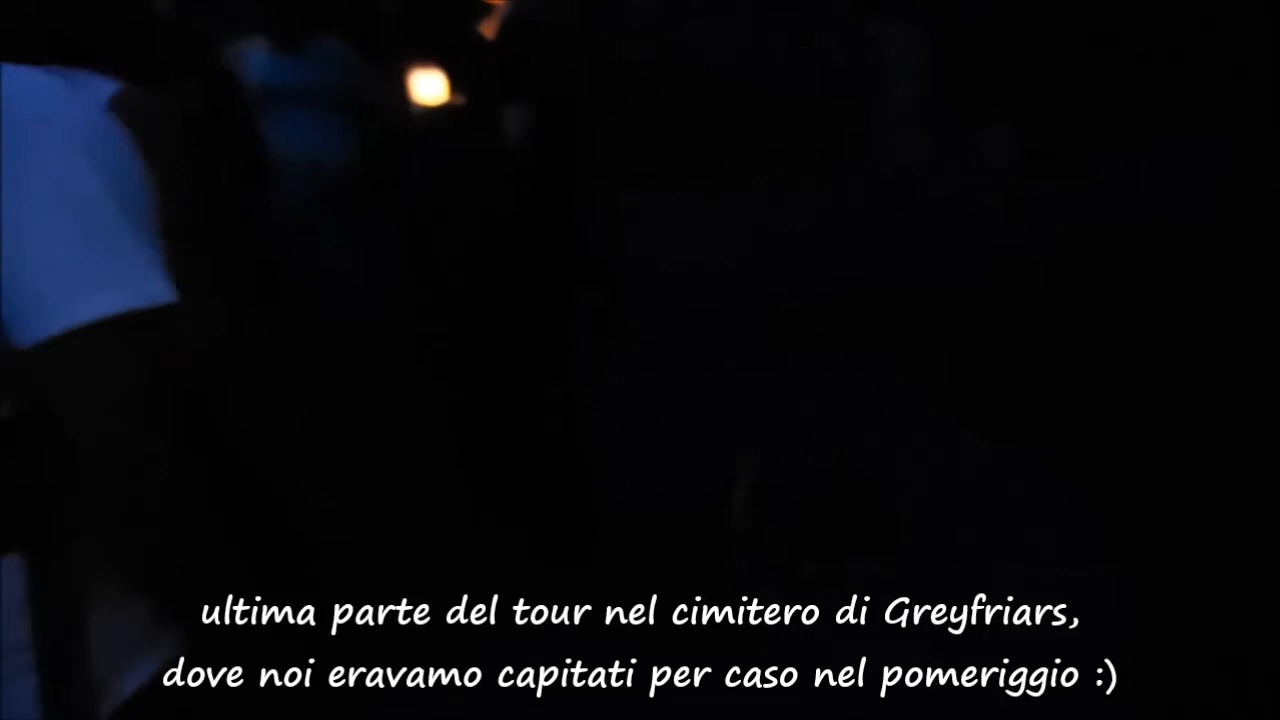 ultima parte del tour nel cimitero di Greyfriars,
dove noi eravamo capitati per caso nel pomeriggio :)